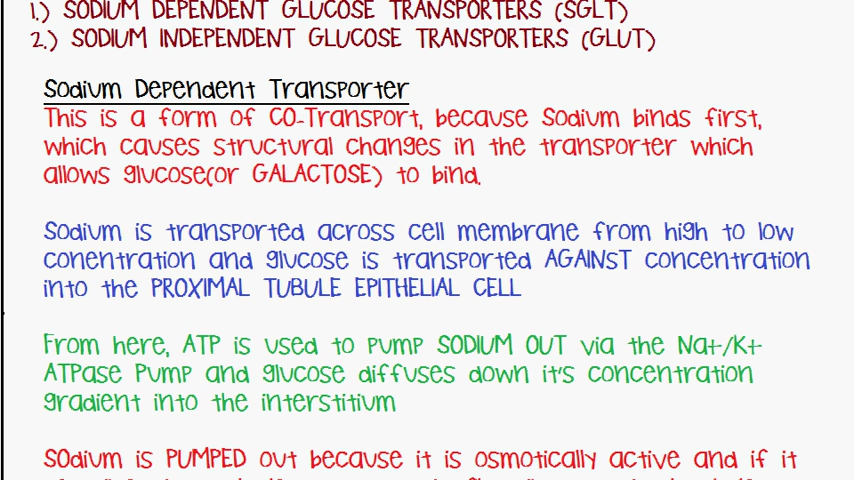 1.) SODIUM DEPENDENT GLUCOSE TRANSPORTERS (SGLT)
2.) SODIUM INDEPENDENT GLUCOSE TRANSPORTERS (GLUT)
Sodium Dependent Transporter
This is a form of CO-Transport, because Sodium binds first,
which causes structural changes in the transporter which
allows glucose(or GALACTOSE) to bind.
Sodium is transported across cell membrane from high to low
conentration and glucose is transported AGAINST concentration
into the PROXIMAL TUBULE EPITHELIAL CELL
From here, ATP is used to pump SODIUM OUT via the Na+/K+
ATPase Pump and glucose diffuses down it's concentration
gradient into the interstitium
SOdium is PUMPED out because it is osmotically active and if it